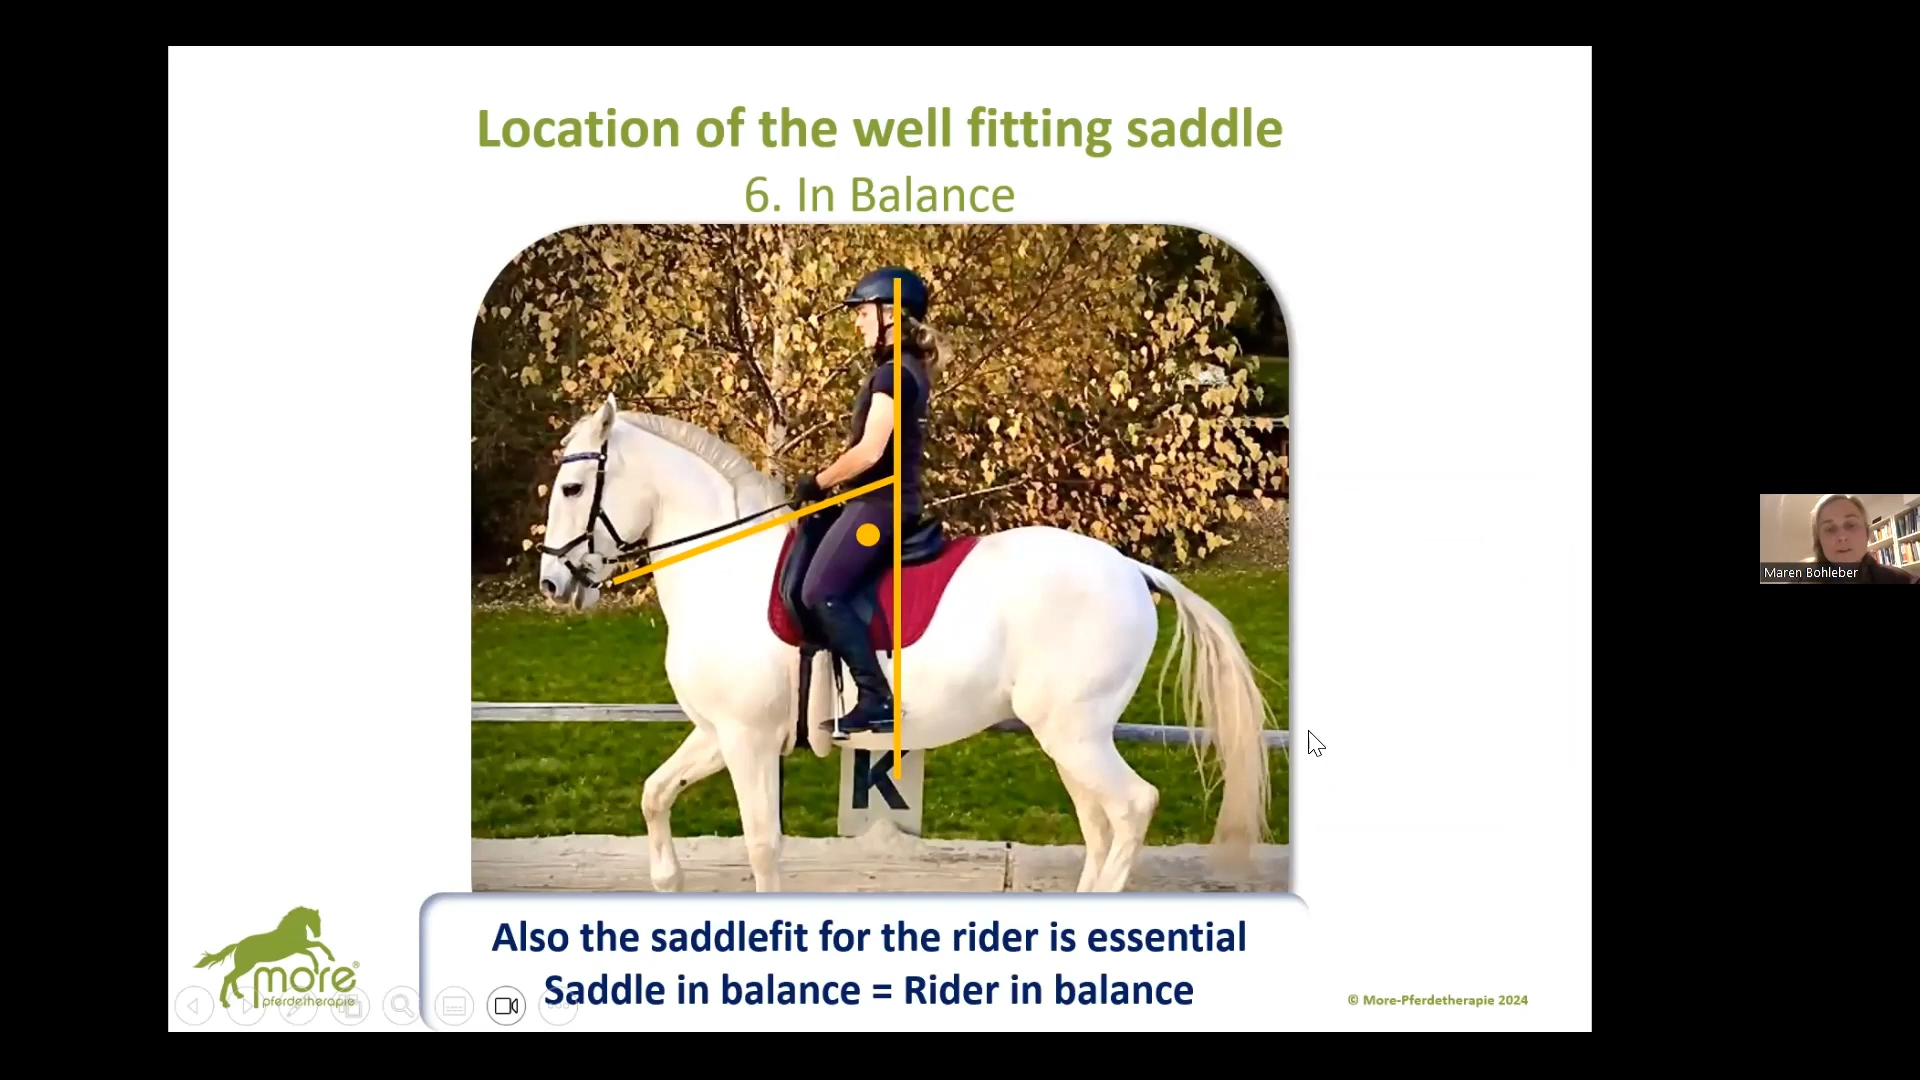 Location of the well fitting saddle
6. In Balance
K
Also the saddlefit for the rider is essential
Saddle in balance = Rider in balance
more®
pferdetherapie
© More-Pferdetherapie 2024
Maren Bohleber